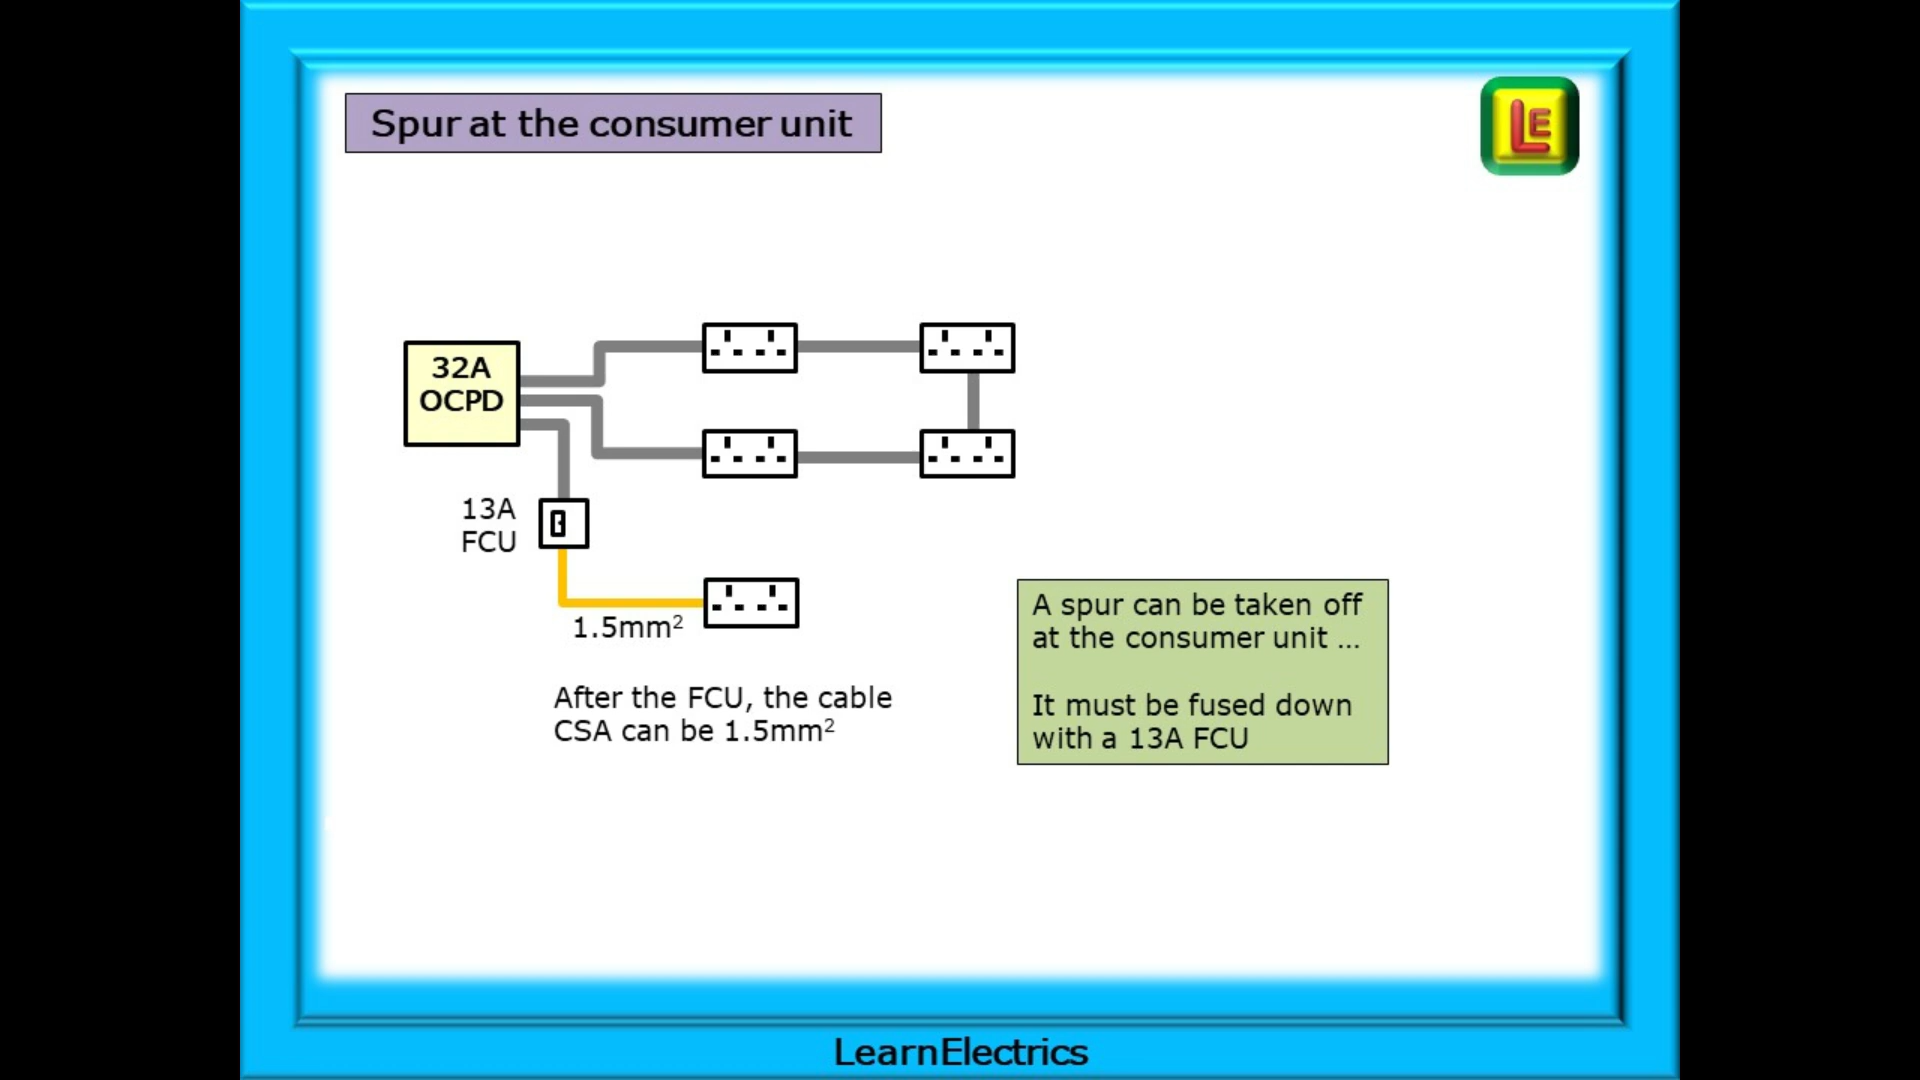 Spur at the consumer unit
LE
32A
OCPD
13A
FCU
1.5mm²
After the FCU, the cable
CSA can be 1.5mm²
A spur can be taken off
at the consumer unit ...
It must be fused down
with a 13A FCU
LearnElectrics